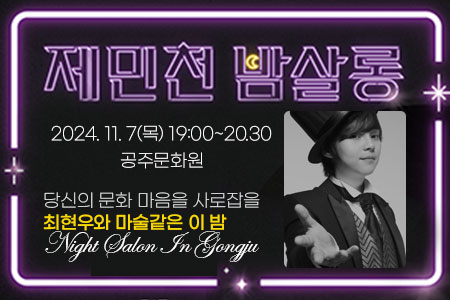 제민천 밤살롱
2024. 11. 7(목) 19:00~20.30
공주문화원
당신의 문화 마음을 사로잡을
최현우와 마술같은 이 밤
Night Salon In Gongju